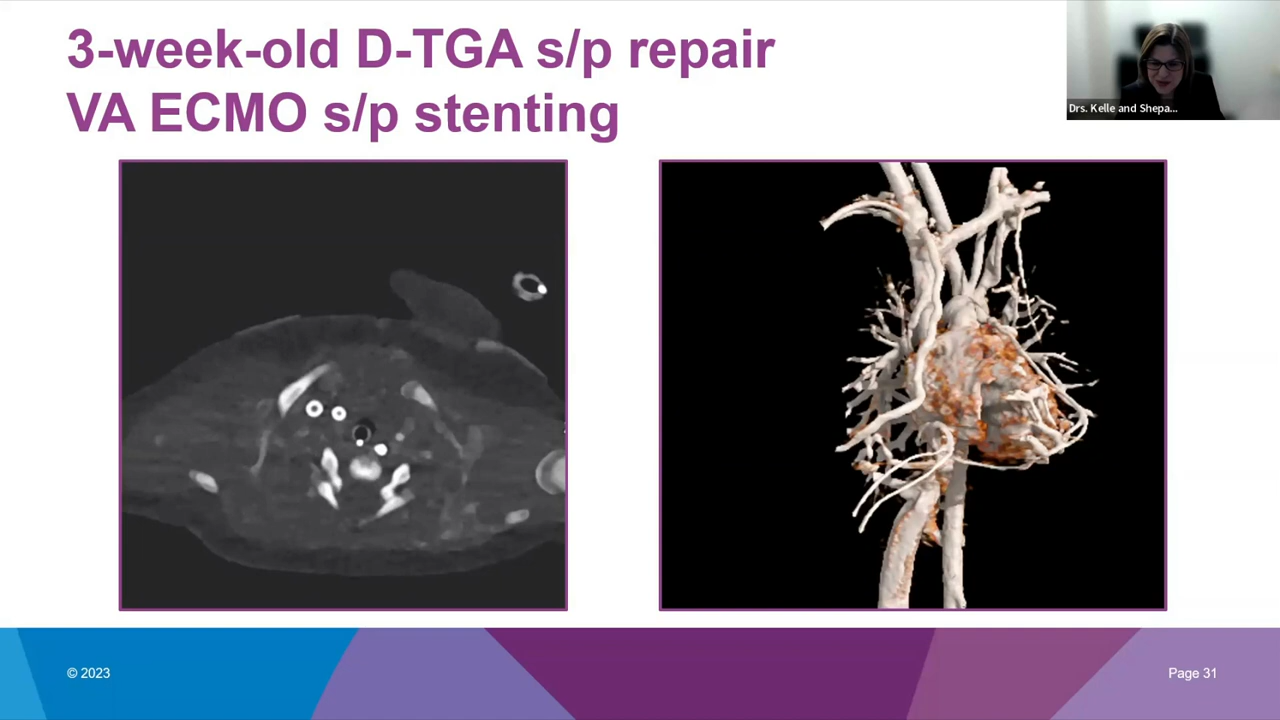 3-week-old D-TGA s/p repair
VA ECMO s/p stenting
Drs. Kelle and Shepa...
© 2023
Page 31